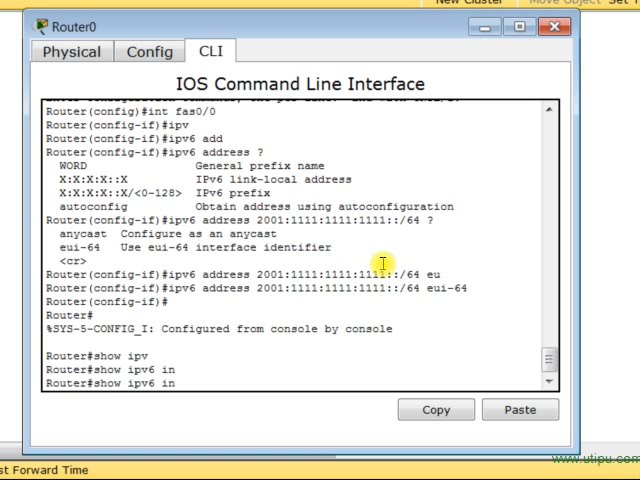 New Cluster Move Object Set T
Router0
Physical Config CLI
IOS Command Line Interface
Router(config)#int fas0/0
Router(config-if)#ipv
Router(config-if)#ipv6 add
Router(config-if)#ipv6 address ?
WORD General prefix name
X:X:X:X::X IPv6 link-local address
X:X:X:X::X/<0-128> IPv6 prefix
autoconfig Obtain address using autoconfiguration
Router(config-if)#ipv6 address 2001:1111:1111:1111::/64 ?
anycast Configure as an anycast
eui-64 Use eui-64 interface identifier
<cr>
Router(config-if)#ipv6 address 2001:1111:1111:1111::/64 eu
Router(config-if)#ipv6 address 2001:1111:1111:1111::/64 eui-64
Router(config-if)#
Router#
%SYS-5-CONFIG_I: Configured from console by console
Router#show ipv
Router#show ipv6 in
Router#show ipv6 in
Copy Paste
www.utipu.com
st Forward Time